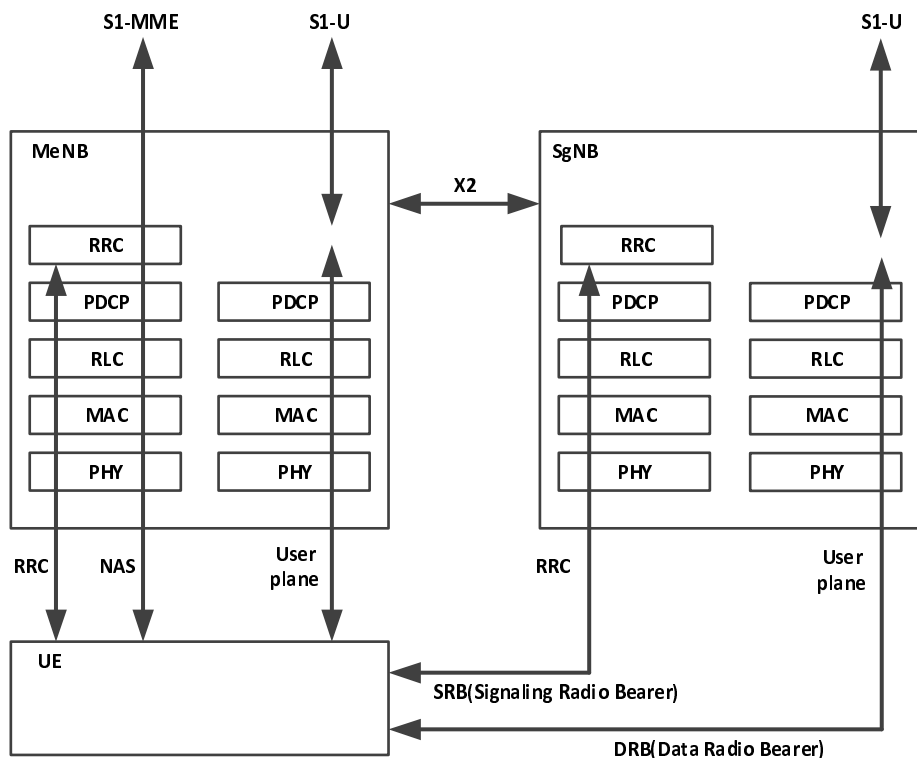 S1-MME
S1-U
S1-U
MeNB
SgNB
X2
RRC
RRC
PDCP
PDCP
PDCP
PDCP
RLC
RLC
RLC
RLC
MAC
MAC
MAC
MAC
PHY
PHY
PHY
PHY
RRC
NAS
User
plane
RRC
User
plane
UE
SRB(Signaling Radio Bearer)
DRB(Data Radio Bearer)